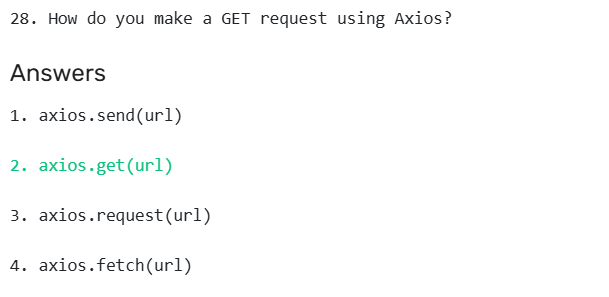 28. How do you make a GET request using Axios?
Answers
1. axios.send(url)
2. axios.get(url)
3. axios.request(url)
4. axios.fetch(url)